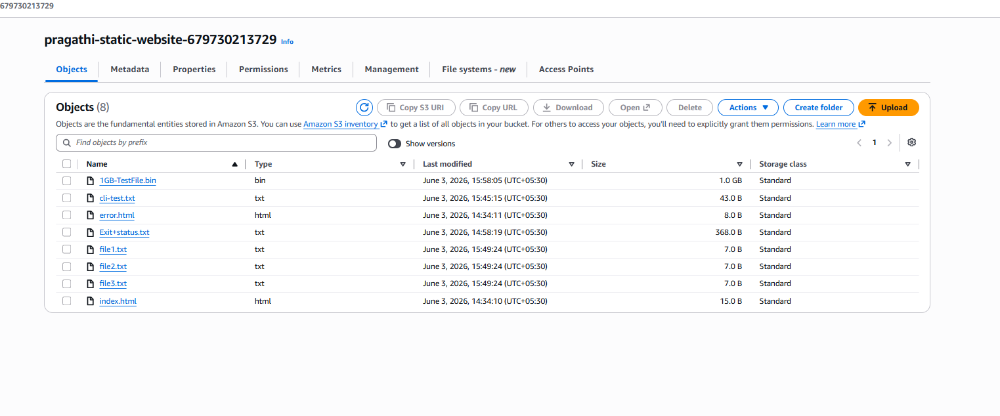 679730213729
pragathi-static-website-679730213729 Info
Objects Metadata Properties Permissions Metrics Management File systems - new Access Points
Objects (8) Copy S3 URI Copy URL Download Open Delete Actions Create folder Upload
Objects are the fundamental entities stored in Amazon S3. You can use Amazon S3 inventory to get a list of all objects in your bucket. For others to access your objects, you'll need to explicitly grant them permissions. Learn more
Find objects by prefix Show versions 1
Name Type Last modified Size Storage class
1GB-TestFile.bin bin June 3, 2026, 15:58:05 (UTC+05:30) 1.0 GB Standard
cli-test.txt txt June 3, 2026, 15:45:15 (UTC+05:30) 43.0 B Standard
error.html html June 3, 2026, 14:34:11 (UTC+05:30) 8.0 B Standard
Exit+status.txt txt June 3, 2026, 14:58:19 (UTC+05:30) 368.0 B Standard
file1.txt txt June 3, 2026, 15:49:24 (UTC+05:30) 7.0 B Standard
file2.txt txt June 3, 2026, 15:49:24 (UTC+05:30) 7.0 B Standard
file3.txt txt June 3, 2026, 15:49:24 (UTC+05:30) 7.0 B Standard
index.html html June 3, 2026, 14:34:10 (UTC+05:30) 15.0 B Standard